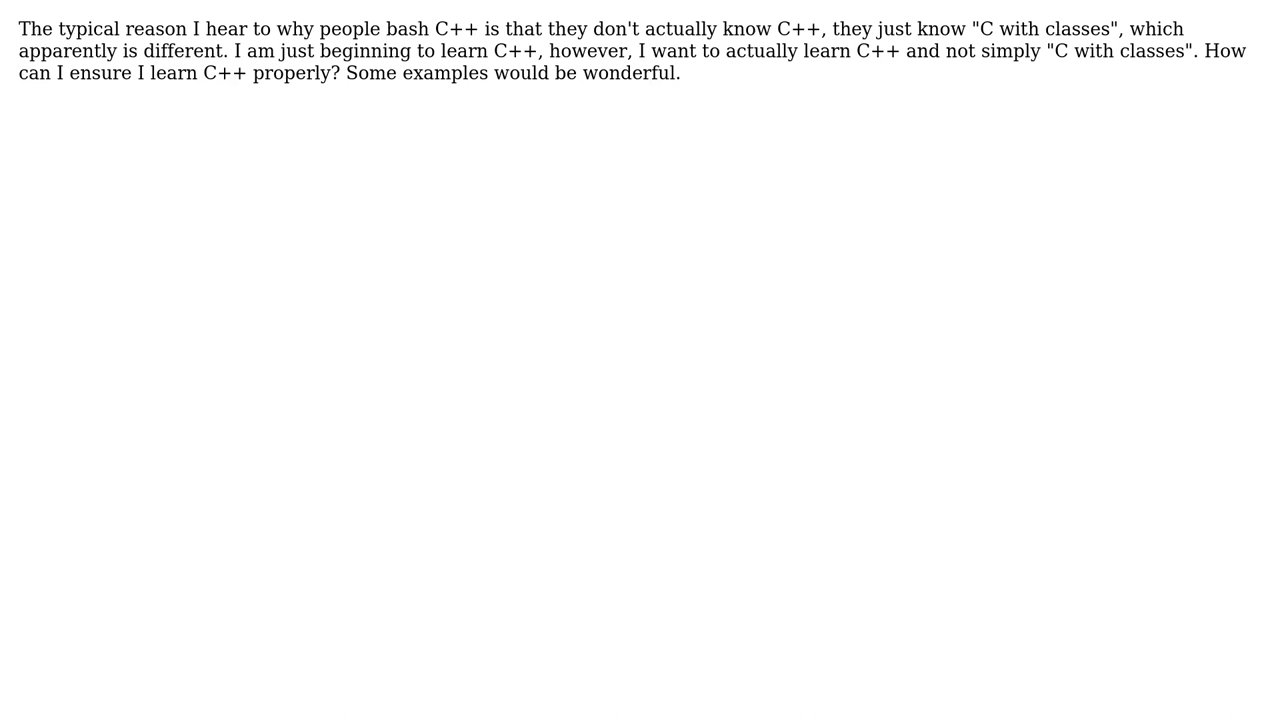 The typical reason I hear to why people bash C++ is that they don't actually know C++, they just know "C with classes", which
apparently is different. I am just beginning to learn C++, however, I want to actually learn C++ and not simply "C with classes". How
can I ensure I learn C++ properly? Some examples would be wonderful.